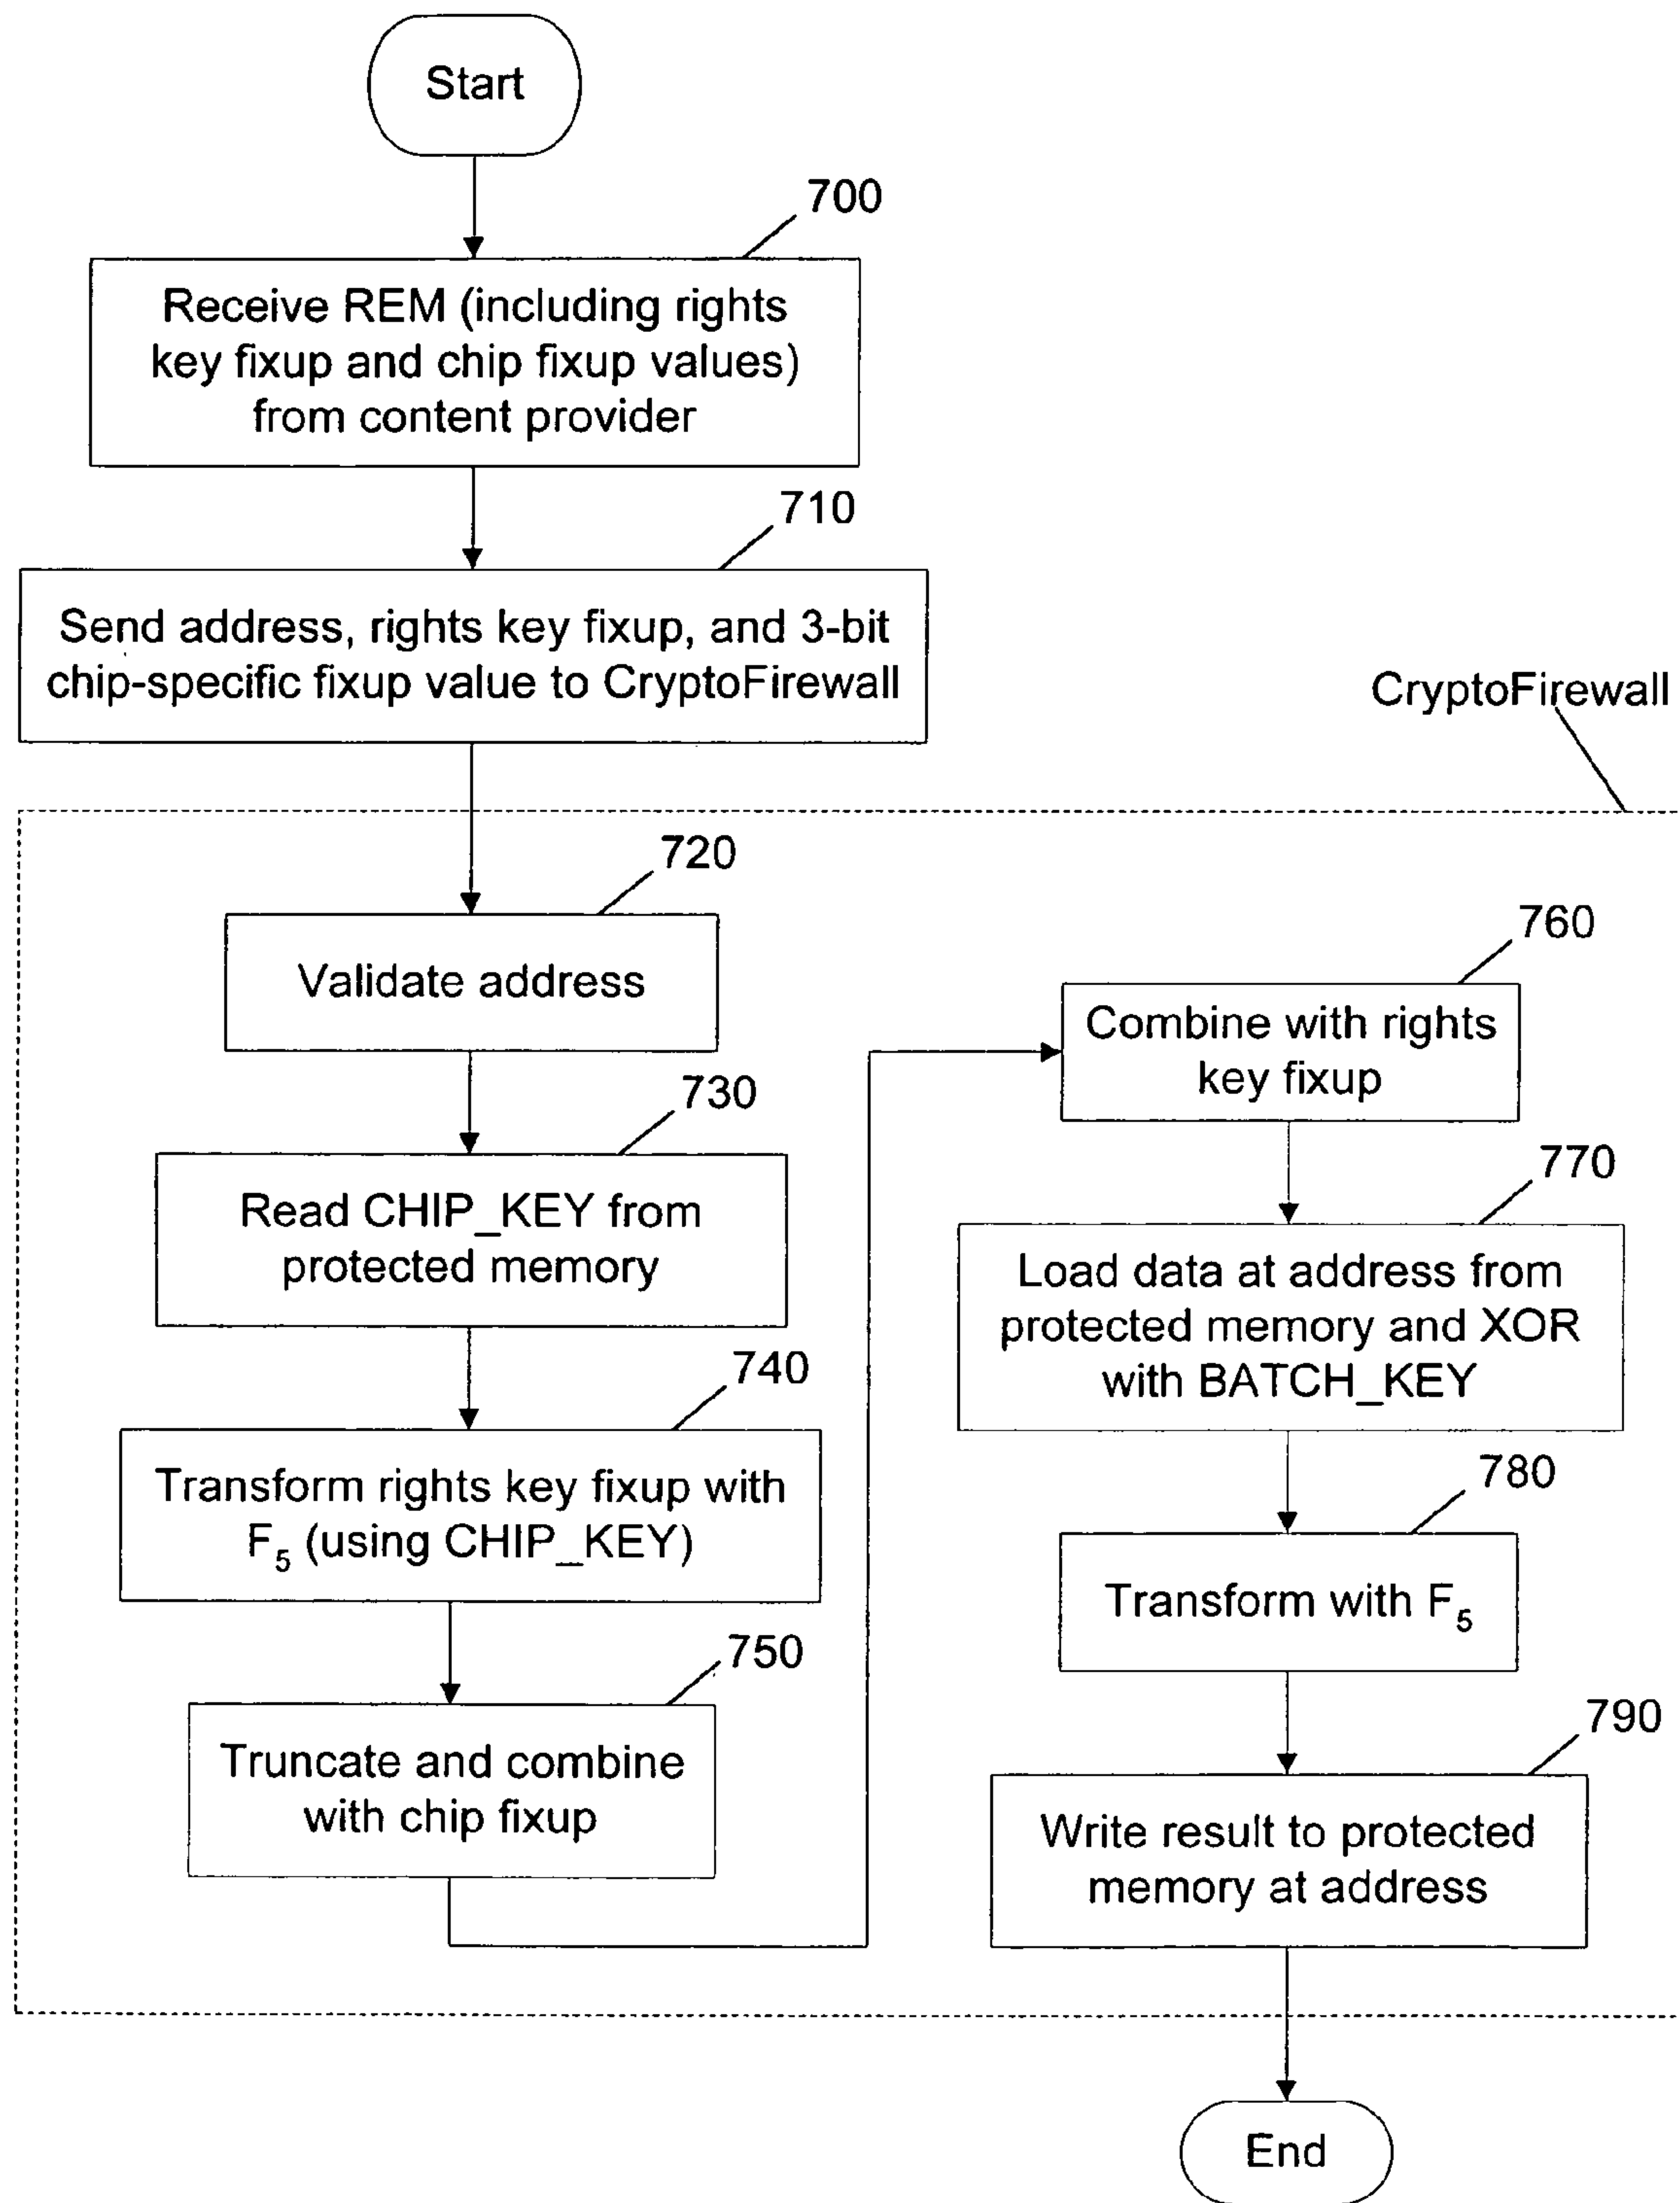 Start
700
Receive REM (including rights
key fixup and chip fixup values)
from content provider
710
Send address, rights key fixup, and 3-bit
chip-specific fixup value to CryptoFirewall
CryptoFirewall
720
Validate address
730
Read CHIP_KEY from
protected memory
740
Transform rights key fixup with
F5 (using CHIP_KEY)
750
Truncate and combine
with chip fixup
760
Combine with rights
key fixup
770
Load data at address from
protected memory and XOR
with BATCH_KEY
780
Transform with F5
790
Write result to protected
memory at address
End